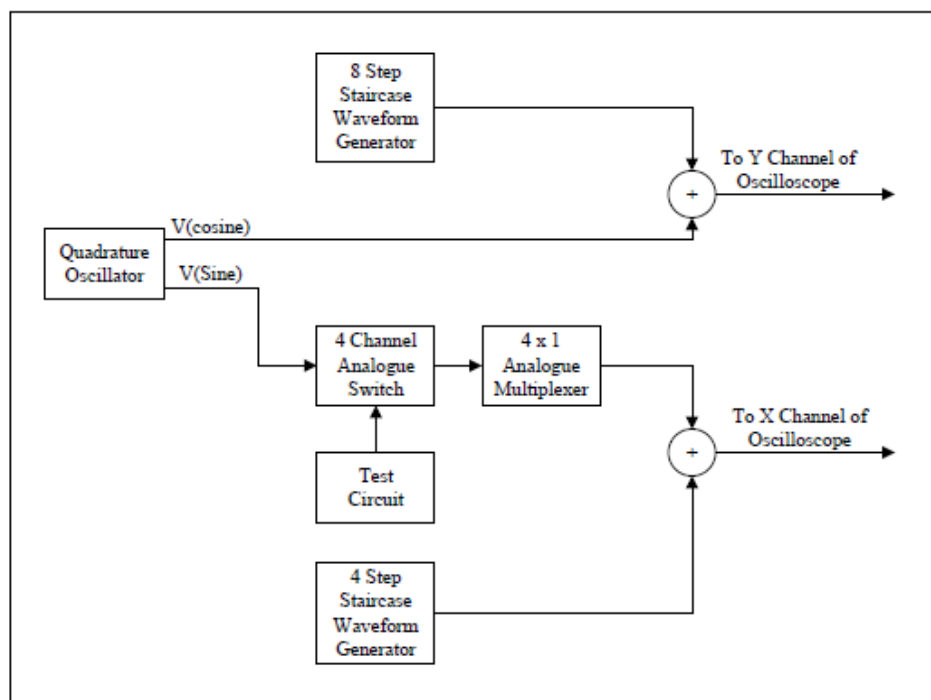 8 Step
Staircase
Waveform
Generator
To Y Channel of
Oscilloscope
+
V(cosine)
Quadrature
Oscillator
V(Sine)
4 Channel
Analogue
Switch
4 x 1
Analogue
Multiplexer
To X Channel of
Oscilloscope
+
Test
Circuit
4 Step
Staircase
Waveform
Generator